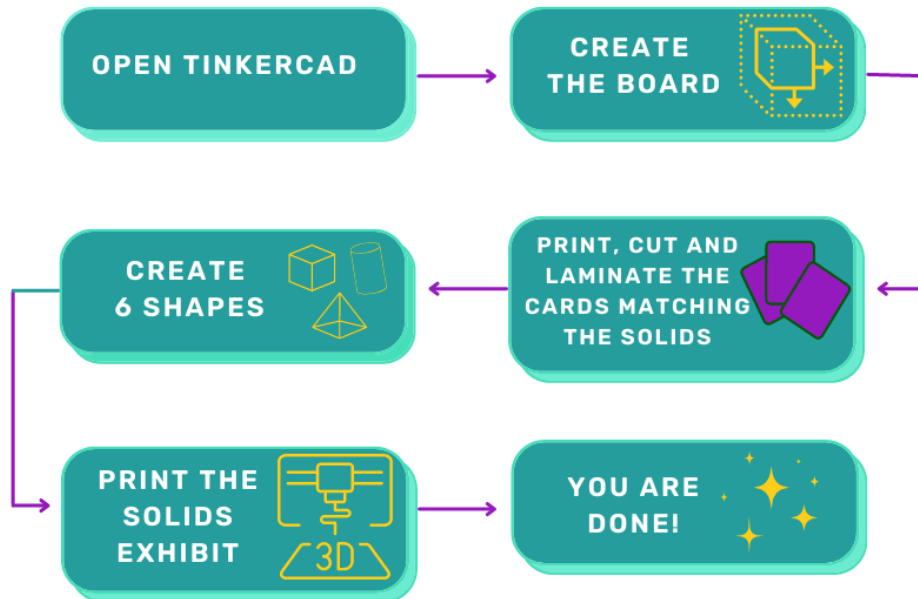 OPEN TINKERCAD
CREATE
THE BOARD
PRINT, CUT AND
LAMINATE THE
CARDS MATCHING
THE SOLIDS
CREATE
6 SHAPES
PRINT THE
SOLIDS
EXHIBIT
3D
YOU ARE
DONE!